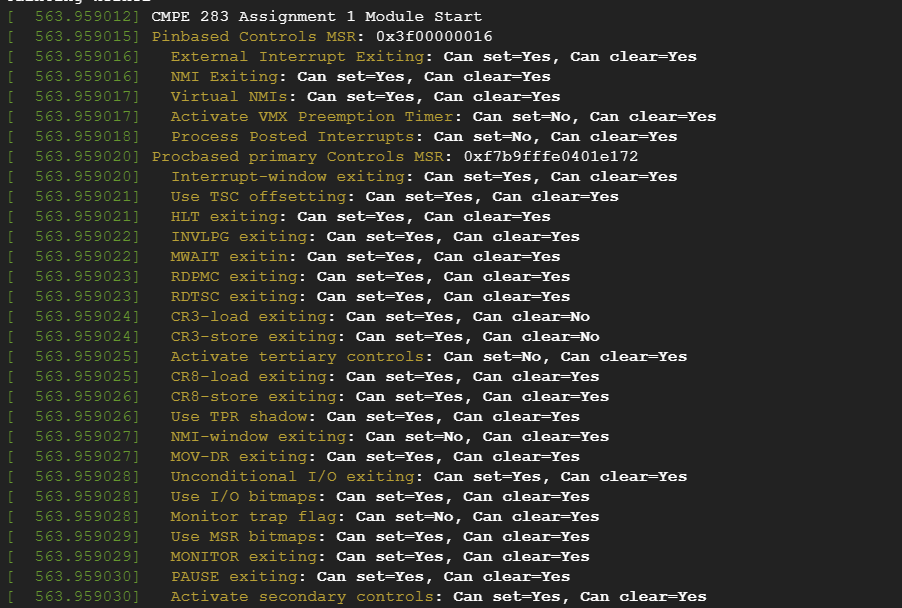 [  563.959012] CMPE 283 Assignment 1 Module Start
[  563.959015] Pinbased Controls MSR: 0x3f00000016
[  563.959016]   External Interrupt Exiting: Can set=Yes, Can clear=Yes
[  563.959016]   NMI Exiting: Can set=Yes, Can clear=Yes
[  563.959017]   Virtual NMIs: Can set=Yes, Can clear=Yes
[  563.959017]   Activate VMX Preemption Timer: Can set=No, Can clear=Yes
[  563.959018]   Process Posted Interrupts: Can set=No, Can clear=Yes
[  563.959020] Procbased primary Controls MSR: 0xf7b9fffe0401e172
[  563.959020]   Interrupt-window exiting: Can set=Yes, Can clear=Yes
[  563.959021]   Use TSC offsetting: Can set=Yes, Can clear=Yes
[  563.959021]   HLT exiting: Can set=Yes, Can clear=Yes
[  563.959022]   INVLPG exiting: Can set=Yes, Can clear=Yes
[  563.959022]   MWAIT exitin: Can set=Yes, Can clear=Yes
[  563.959023]   RDPMC exiting: Can set=Yes, Can clear=Yes
[  563.959023]   RDTSC exiting: Can set=Yes, Can clear=Yes
[  563.959024]   CR3-load exiting: Can set=Yes, Can clear=No
[  563.959024]   CR3-store exiting: Can set=Yes, Can clear=No
[  563.959025]   Activate tertiary controls: Can set=No, Can clear=Yes
[  563.959025]   CR8-load exiting: Can set=Yes, Can clear=Yes
[  563.959026]   CR8-store exiting: Can set=Yes, Can clear=Yes
[  563.959026]   Use TPR shadow: Can set=Yes, Can clear=Yes
[  563.959027]   NMI-window exiting: Can set=No, Can clear=Yes
[  563.959027]   MOV-DR exiting: Can set=Yes, Can clear=Yes
[  563.959028]   Unconditional I/O exiting: Can set=Yes, Can clear=Yes
[  563.959028]   Use I/O bitmaps: Can set=Yes, Can clear=Yes
[  563.959028]   Monitor trap flag: Can set=No, Can clear=Yes
[  563.959029]   Use MSR bitmaps: Can set=Yes, Can clear=Yes
[  563.959029]   MONITOR exiting: Can set=Yes, Can clear=Yes
[  563.959030]   PAUSE exiting: Can set=Yes, Can clear=Yes
[  563.959030]   Activate secondary controls: Can set=Yes, Can clear=Yes